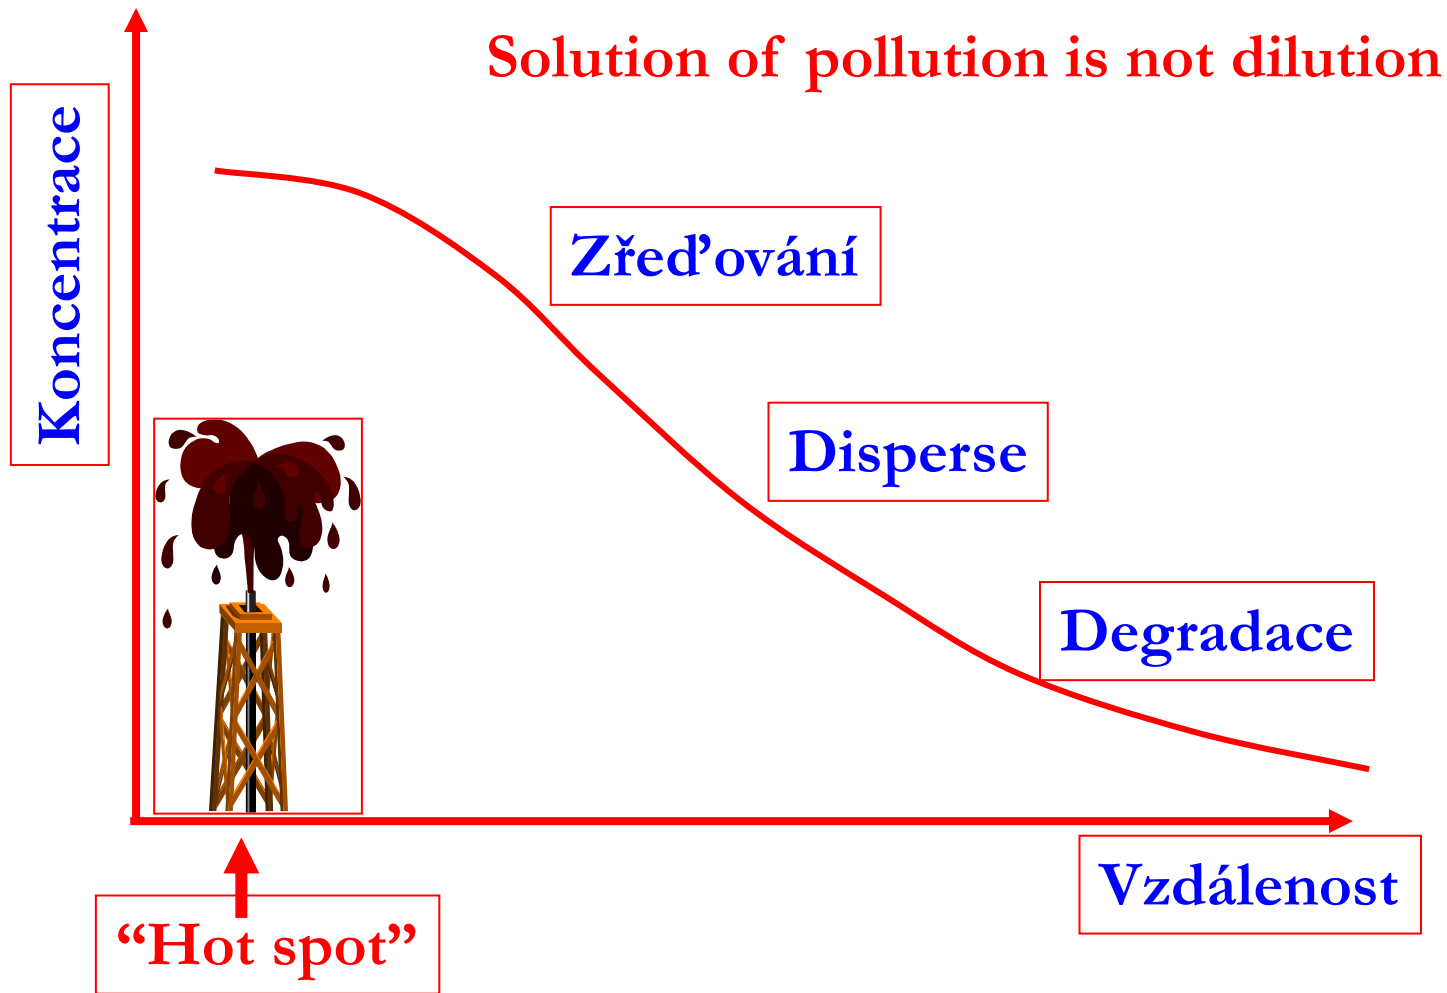 Solution of pollution is not dilution
Koncentrace
Zřeďování
Disperse
Degradace
Vzdálenost
“Hot spot”